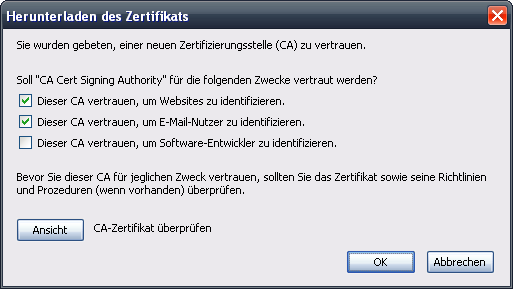 Herunterladen des Zertifikats
Sie wurden gebeten, einer neuen Zertifizierungsstelle (CA) zu vertrauen.
Soll "CA Cert Signing Authority" für die folgenden Zwecke vertraut werden?
Dieser CA vertrauen, um Websites zu identifizieren.
Dieser CA vertrauen, um E-Mail-Nutzer zu identifizieren.
Dieser CA vertrauen, um Software-Entwickler zu identifizieren.
Bevor Sie dieser CA für jeglichen Zweck vertrauen, sollten Sie das Zertifikat sowie seine Richtlinien
und Prozeduren (wenn vorhanden) überprüfen.
Ansicht CA-Zertifikat überprüfen
OK Abbrechen